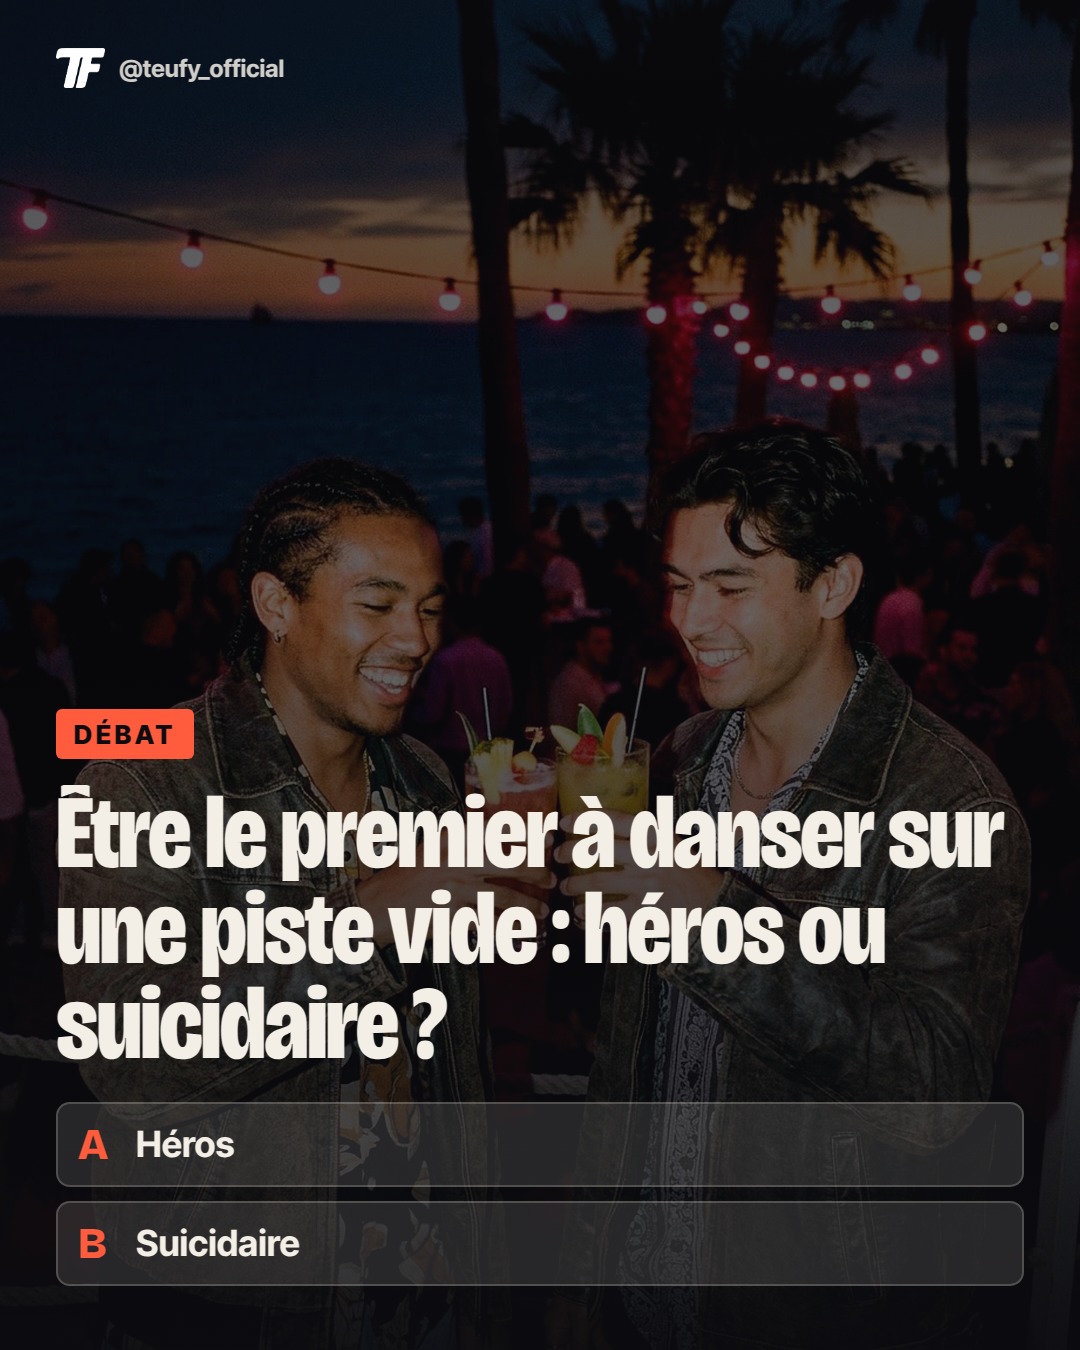 TF @teufy_official
DÉBAT
Être le premier à danser sur
une piste vide : héros ou
suicidaire ?
A Héros
B Suicidaire